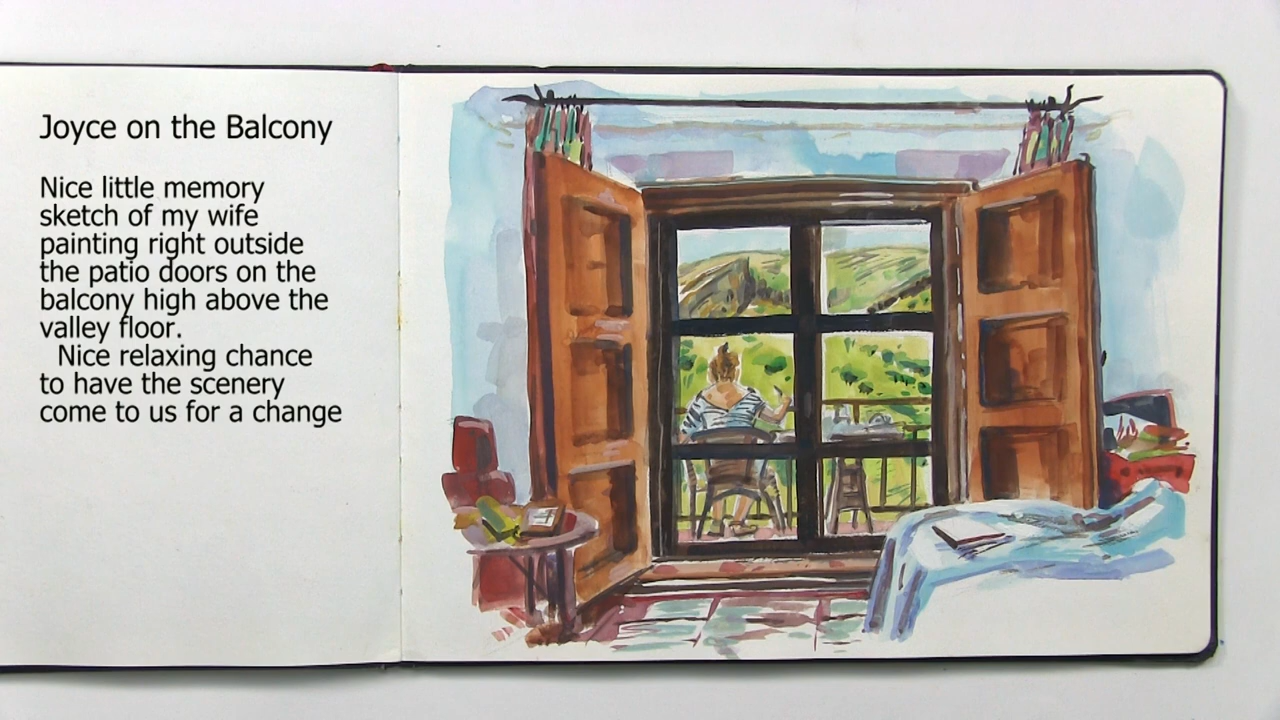 Joyce on the Balcony
Nice little memory
sketch of my wife
painting right outside
the patio doors on the
balcony high above the
valley floor.
Nice relaxing chance
to have the scenery
come to us for a change